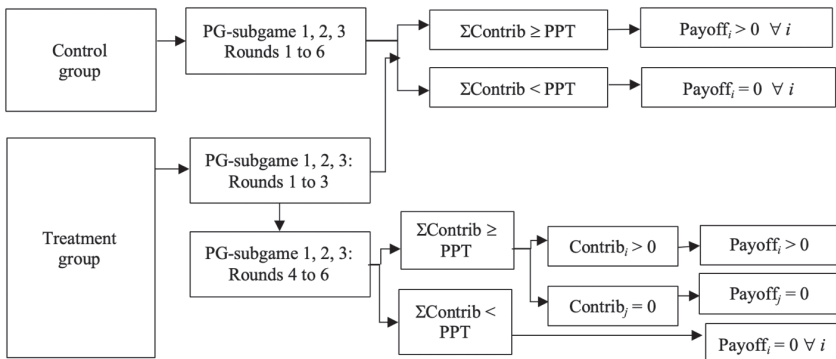 Control
group
PG-subgame 1, 2, 3
Rounds 1 to 6
ΣContrib ≥ PPT
Payoffᵢ > 0 ∀ i
ΣContrib < PPT
Payoffᵢ = 0 ∀ i
Treatment
group
PG-subgame 1, 2, 3:
Rounds 1 to 3
PG-subgame 1, 2, 3:
Rounds 4 to 6
ΣContrib ≥
PPT
Contribᵢ > 0
Payoffᵢ > 0
Contribⱼ = 0
Payoffⱼ = 0
ΣContrib <
PPT
Payoffᵢ = 0 ∀ i